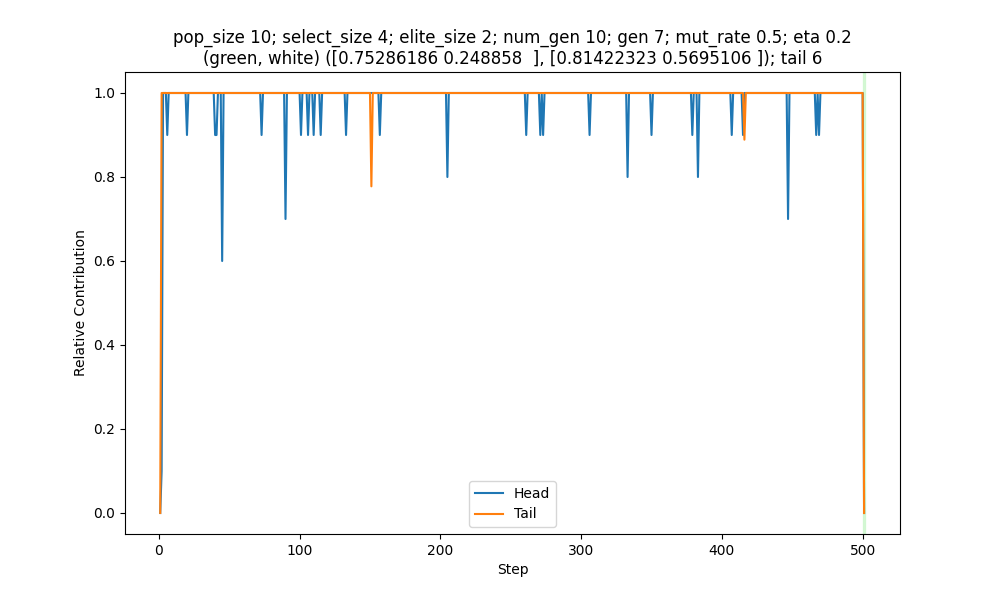 pop_size 10; select_size 4; elite_size 2; num_gen 10; gen 7; mut_rate 0.5; eta 0.2
(green, white) ([0.75286186 0.248858  ], [0.81422323 0.5695106 ]); tail 6
1.0
0.8
0.6
0.4
0.2
0.0
Relative Contribution
Head
Tail
0 100 200 300 400 500
Step